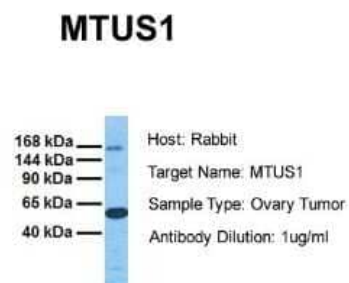 MTUS1
168 kDa
144 kDa
90 kDa
65 kDa
40 kDa
Host: Rabbit
Target Name: MTUS1
Sample Type: Ovary Tumor
Antibody Dilution: 1ug/ml